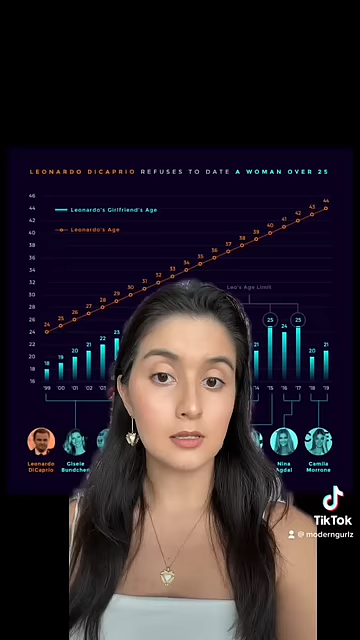 LEONARDO DICAPRIO REFUSES TO DATE A WOMAN OVER 25
46
44
42
40
38
36
34
32
30
28
26
24
22
20
18
16
Leonardo's Girlfriend's Age
Leonardo's Age
24 25 26 27 28 29 30 31 32 33 34 35 36 37 38 39 40 41 42 43 44
Leo's Age Limit
18 19 20 21 22 23 21 25 24 25 20 21
'99 '00 '01 '02 '03 '14 '15 '16 '17 '18 '19
Leonardo DiCaprio
Gisele Bundchen
Nina
Camila Morrone
TikTok
@moderngurlz